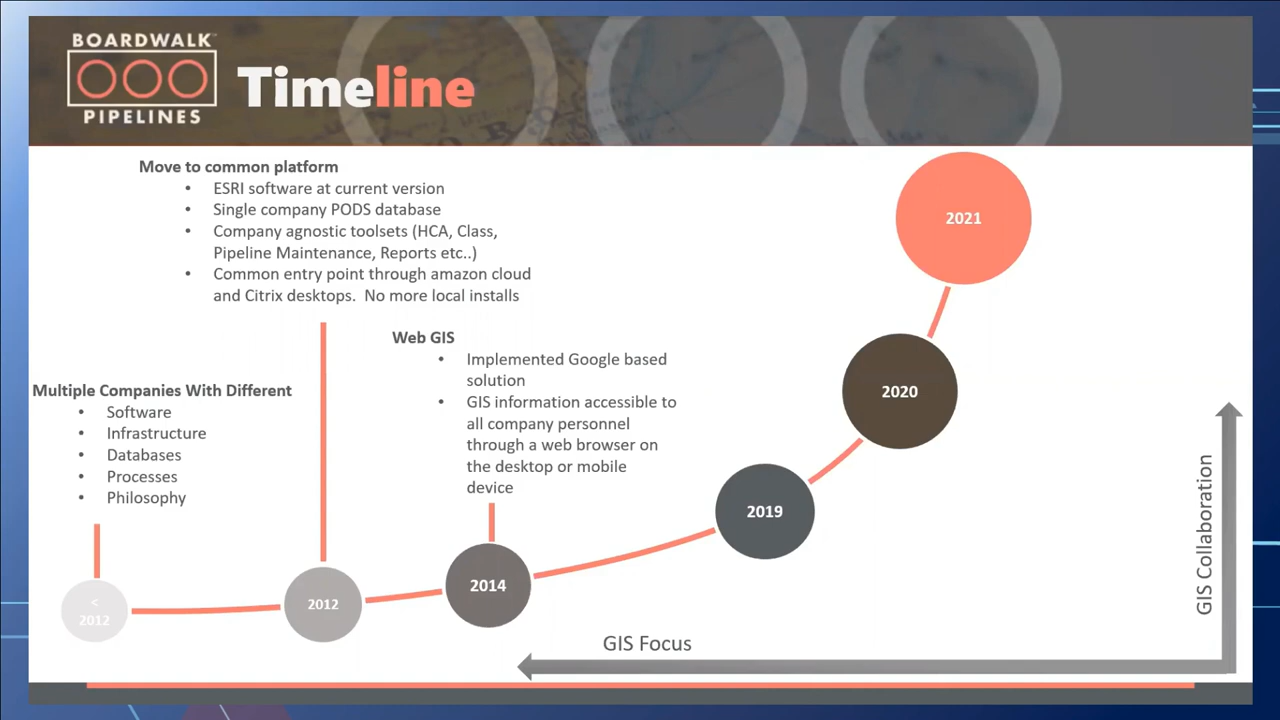 BOARDWALK
PIPELINES
Timeline
Move to common platform
• ESRI software at current version
• Single company PODS database
• Company agnostic toolsets (HCA, Class,
Pipeline Maintenance, Reports etc..)
• Common entry point through amazon cloud
and Citrix desktops. No more local installs
Web GIS
• Implemented Google based
solution
• GIS information accessible to
all company personnel
through a web browser on
the desktop or mobile
device
Multiple Companies With Different
• Software
• Infrastructure
• Databases
• Processes
• Philosophy
<
2012
2012
2014
2019
2020
2021
GIS Focus
GIS Collaboration